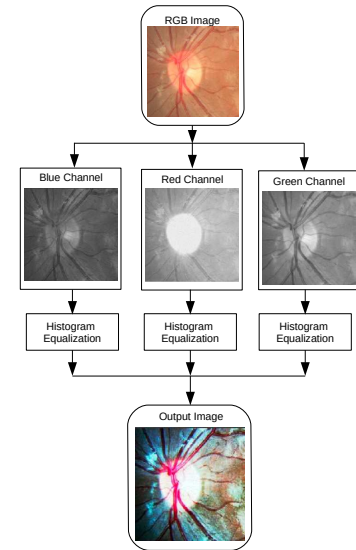 RGB Image
Blue Channel
Red Channel
Green Channel
Histogram
Equalization
Histogram
Equalization
Histogram
Equalization
Output Image